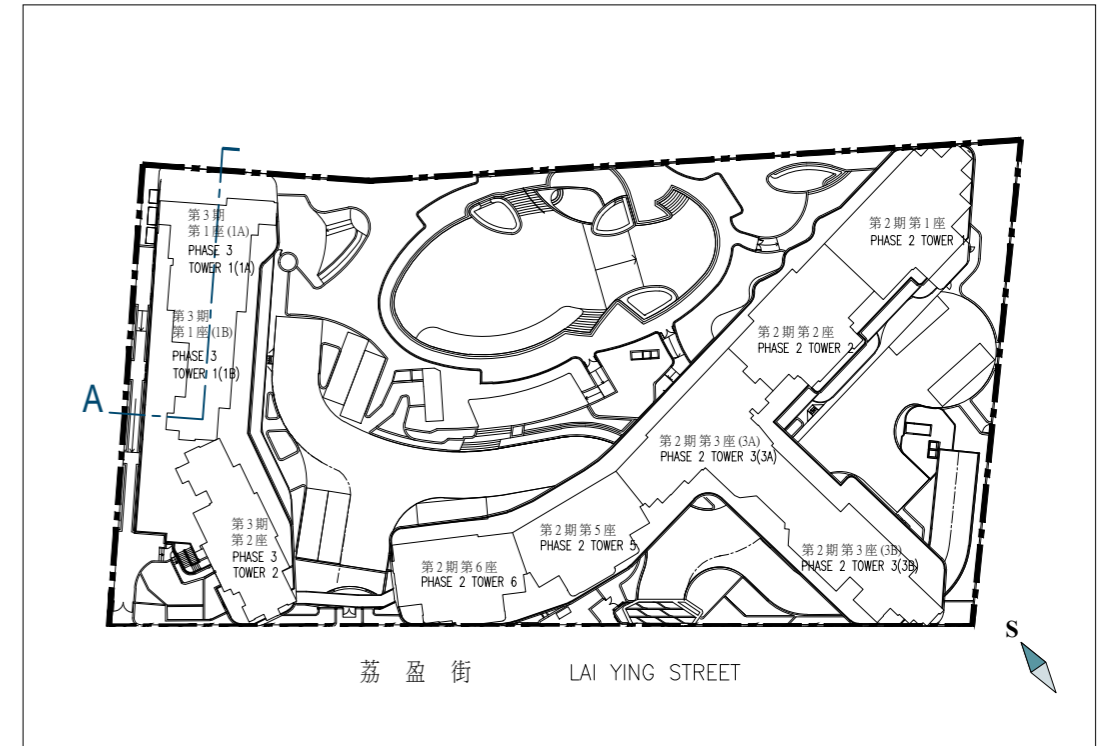 第3期
第1座(1A)
PHASE 3
TOWER 1(1A)
第3期
第1座(1B)
PHASE 3
TOWER 1(1B)
A
第3期
第2座
PHASE 3
TOWER 2
第2期第1座
PHASE 2 TOWER 1
第2期第2座
PHASE 2 TOWER 2
第2期第3座(3A)
PHASE 2 TOWER 3(3A)
第2期第5座
PHASE 2 TOWER 5
第2期第3座(3B)
PHASE 2 TOWER 3(3B)
第2期第6座
PHASE 2 TOWER 6
S
荔盈街 LAI YING STREET